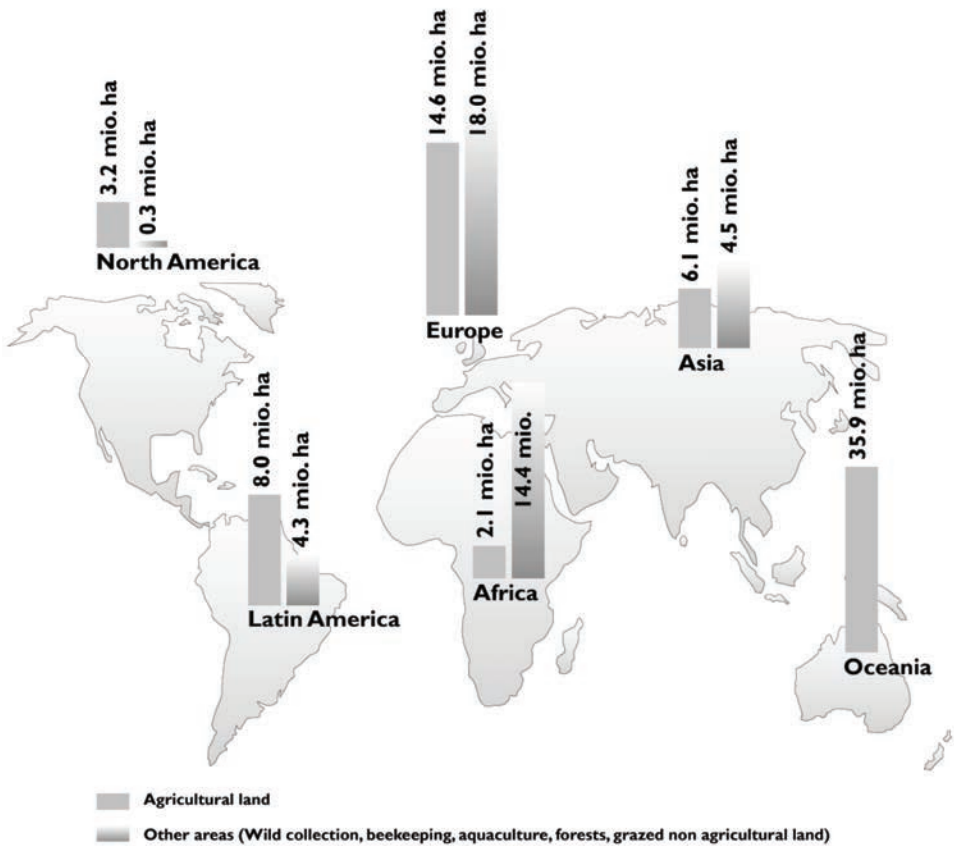 3.2 mio. ha
0.3 mio. ha
North America
14.6 mio. ha
18.0 mio. ha
Europe
6.1 mio. ha
4.5 mio. ha
Asia
8.0 mio. ha
4.3 mio. ha
Latin America
2.1 mio. ha
14.4 mio.
Africa
35.9 mio. ha
Oceania
Agricultural land
Other areas (Wild collection, beekeeping, aquaculture, forests, grazed non agricultural land)